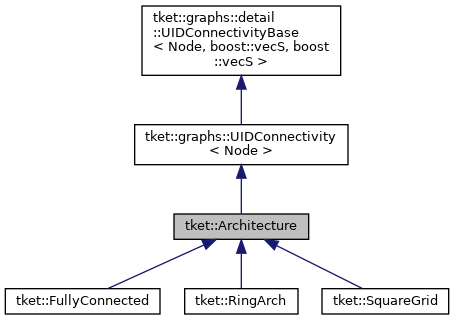 tket::graphs::detail
::UIDConnectivityBase
< Node, boost::vecS, boost
::vecS >
tket::graphs::UIDConnectivity
< Node >
tket::Architecture
tket::FullyConnected
tket::RingArch
tket::SquareGrid